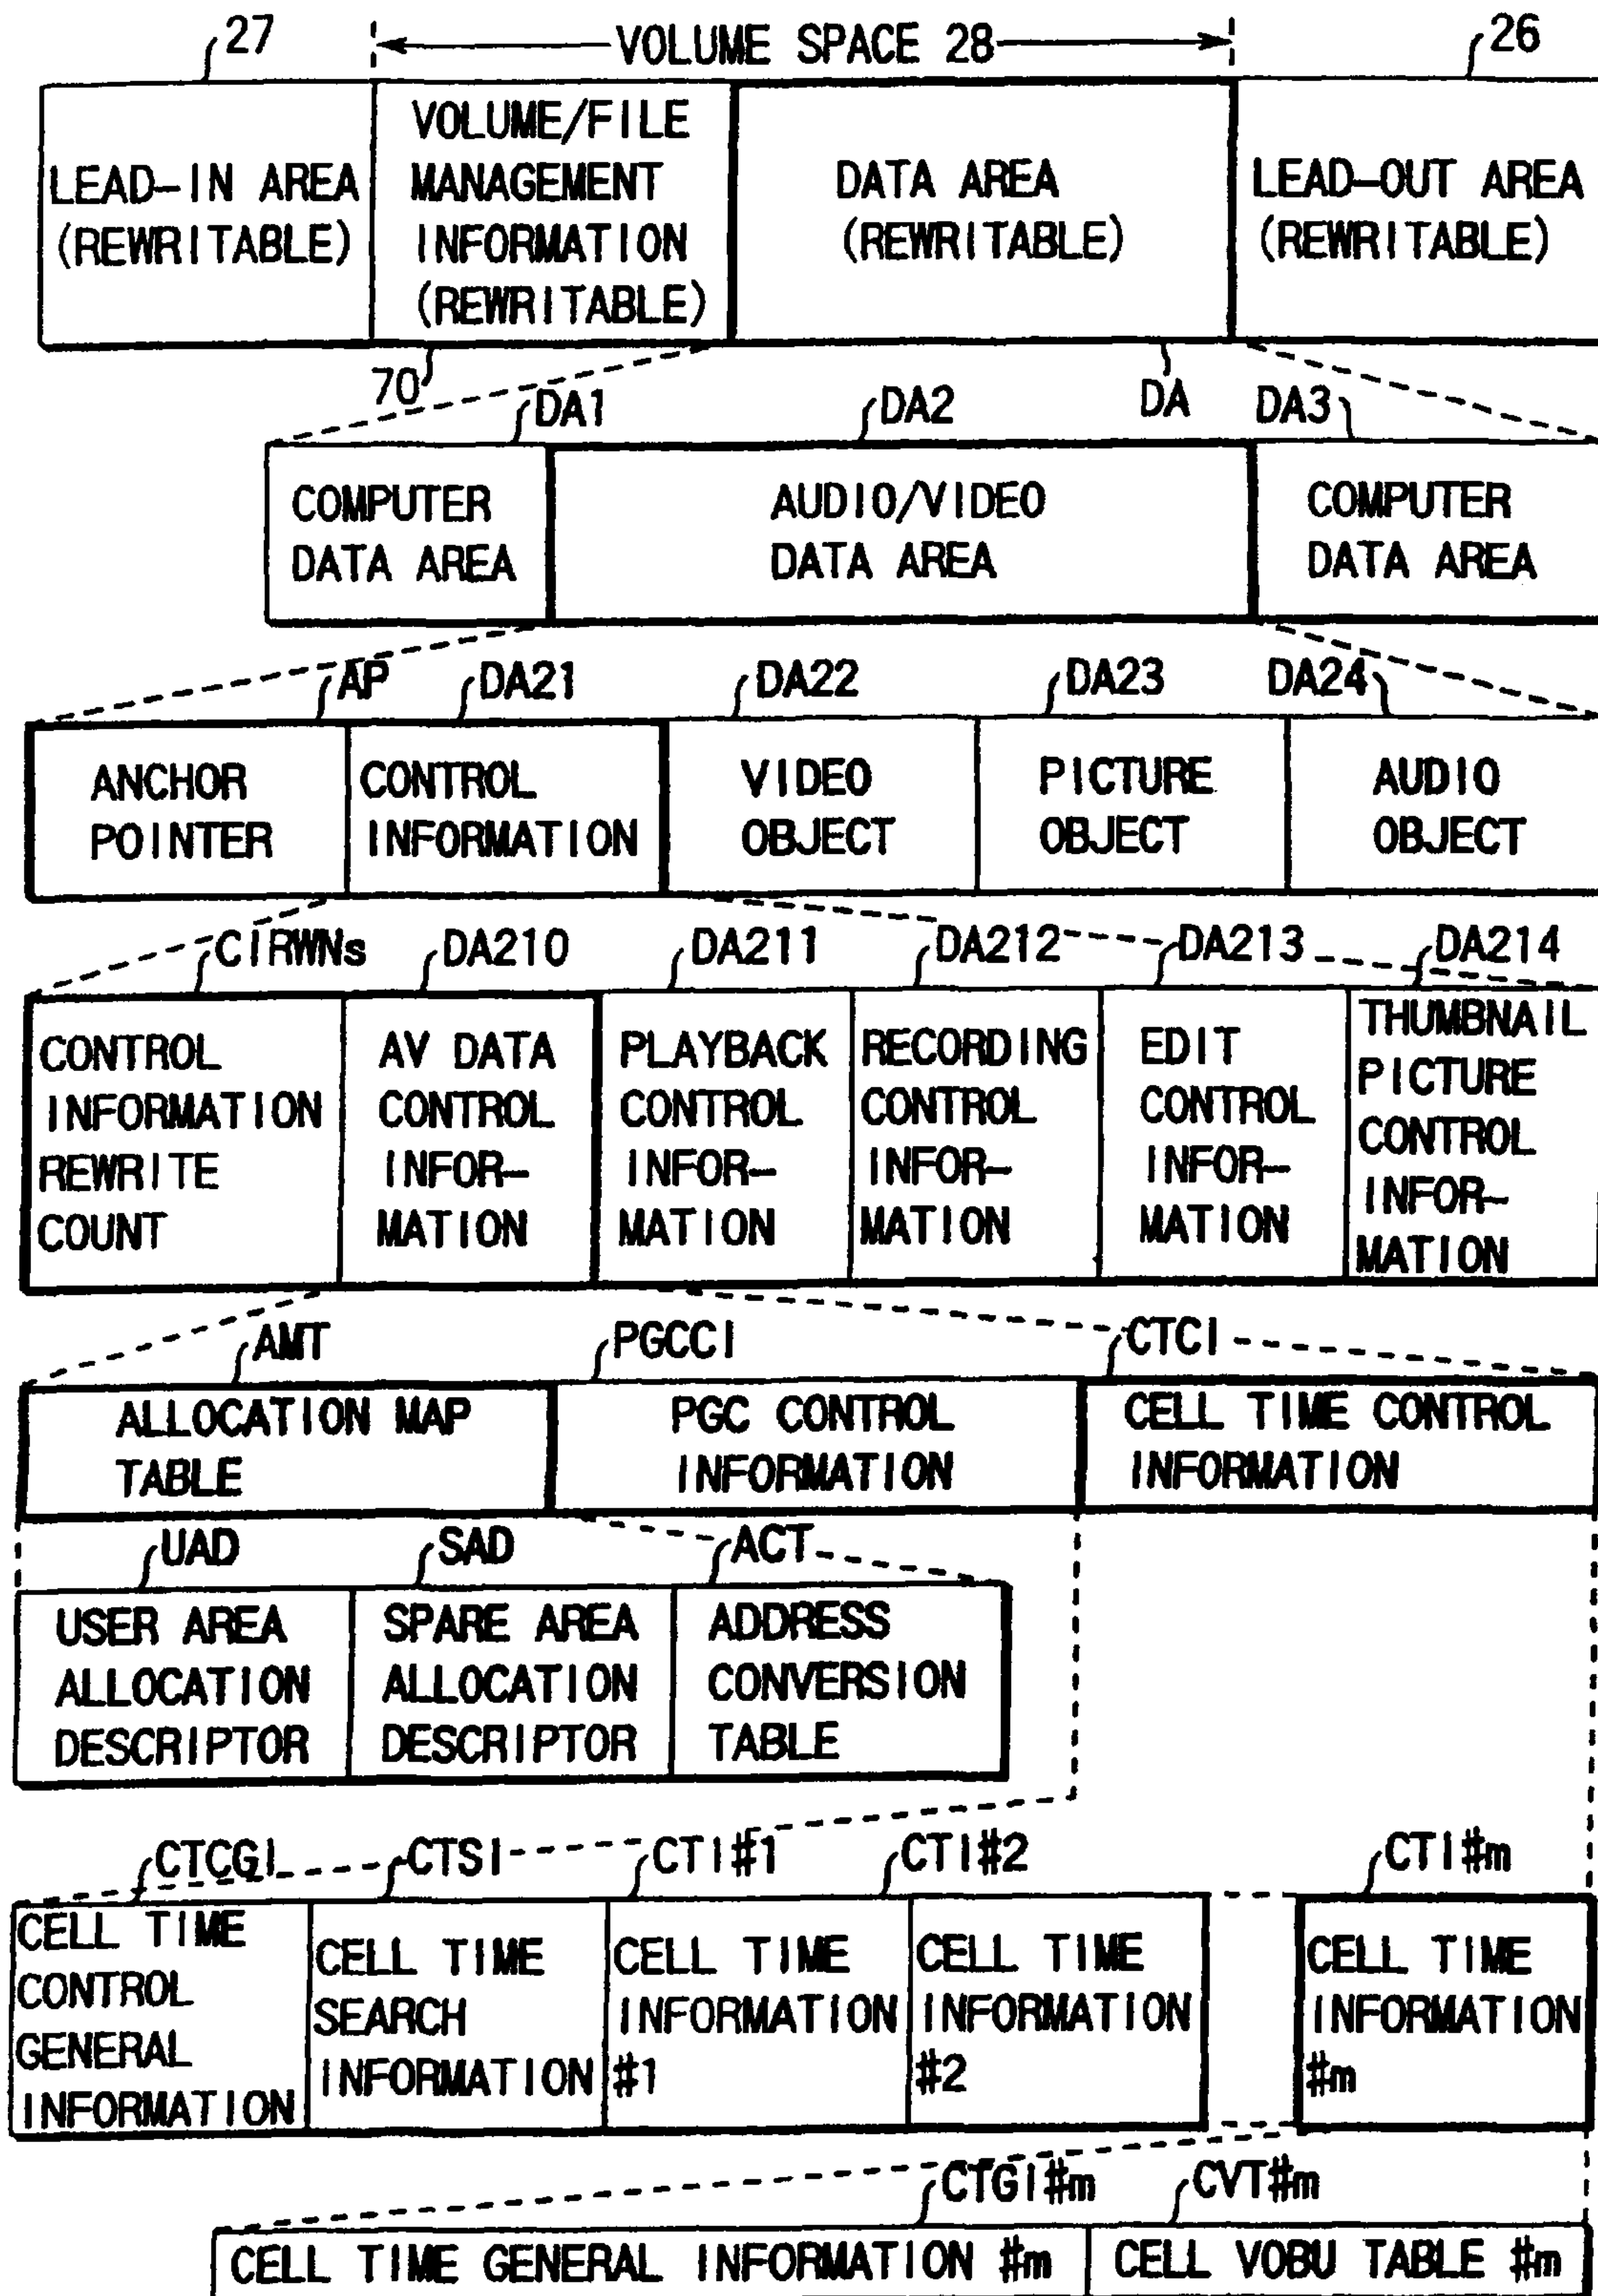 27
VOLUME SPACE 28
26
LEAD-IN AREA
(REWRITABLE)
VOLUME/FILE
MANAGEMENT
INFORMATION
(REWRITABLE)
DATA AREA
(REWRITABLE)
LEAD-OUT AREA
(REWRITABLE)
70
DA1
DA2
DA
DA3
COMPUTER
DATA AREA
AUDIO/VIDEO
DATA AREA
COMPUTER
DATA AREA
AP
DA21
DA22
DA23
DA24
ANCHOR
POINTER
CONTROL
INFORMATION
VIDEO
OBJECT
PICTURE
OBJECT
AUDIO
OBJECT
CIRWNs
DA210
DA211
DA212
DA213
DA214
CONTROL
INFORMATION
REWRITE
COUNT
AV DATA
CONTROL
INFOR-
MATION
PLAYBACK
CONTROL
INFOR-
MATION
RECORDING
CONTROL
INFOR-
MATION
EDIT
CONTROL
INFOR-
MATION
THUMBNAIL
PICTURE
CONTROL
INFOR-
MATION
AMT
PGCCI
CTCI
ALLOCATION MAP
TABLE
PGC CONTROL
INFORMATION
CELL TIME CONTROL
INFORMATION
UAD
SAD
ACT
USER AREA
ALLOCATION
DESCRIPTOR
SPARE AREA
ALLOCATION
DESCRIPTOR
ADDRESS
CONVERSION
TABLE
CTCGI
CTSI
CTI#1
CTI#2
CTI#m
CELL TIME
CONTROL
GENERAL
INFORMATION
CELL TIME
SEARCH
INFORMATION
CELL TIME
INFORMATION
#1
CELL TIME
INFORMATION
#2
CELL TIME
INFORMATION
#m
CTGI#m
CVT#m
CELL TIME GENERAL INFORMATION #m
CELL VOBU TABLE #m